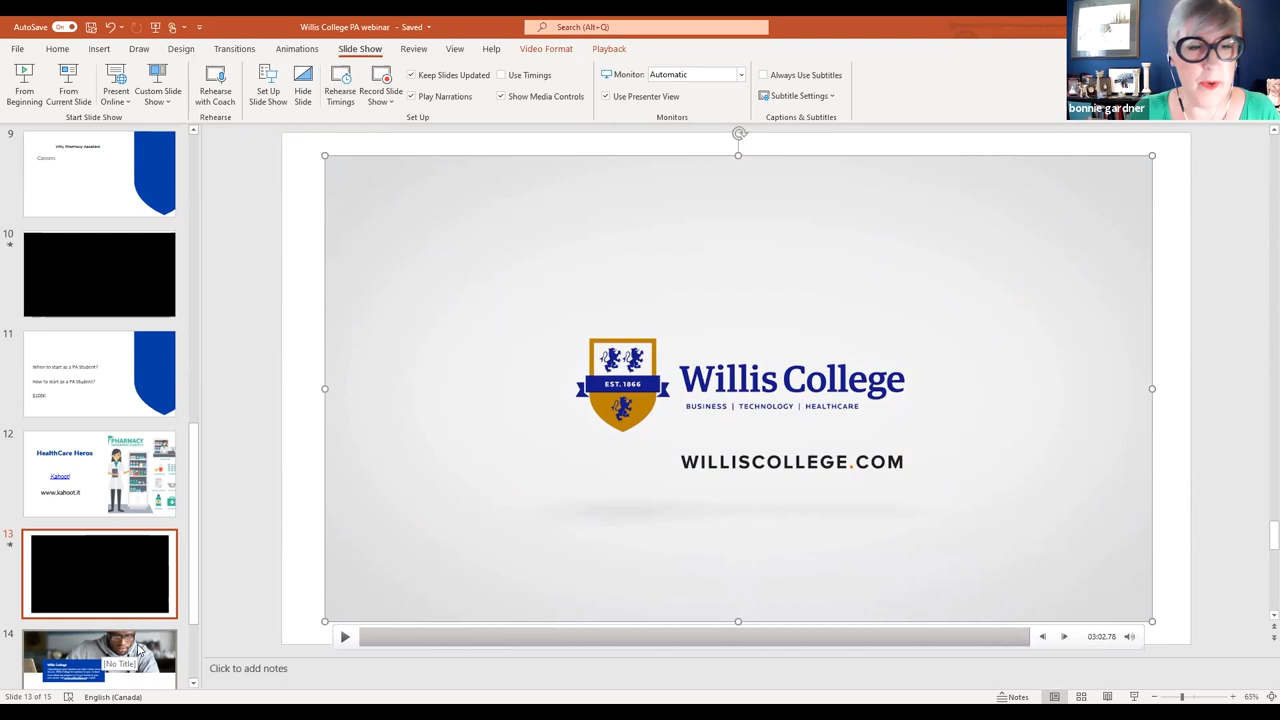 AutoSave On
Willis College PA webinar - Saved
Search (Alt+Q)
File Home Insert Draw Design Transitions Animations Slide Show Review View Help Video Format Playback
From Beginning
From Current Slide
Present Online
Custom Slide Show
Start Slide Show
Rehearse with Coach
Rehearse
Set Up Slide Show
Hide Slide
Rehearse Timings
Record Slide Show
Keep Slides Updated
Use Timings
Play Narrations
Show Media Controls
Set Up
Monitor: Automatic
Use Presenter View
Monitors
Always Use Subtitles
Subtitle Settings
Captions & Subtitles
bonnie gardner
9
Why Pharmacy Assistant
Careers
10
11
When to start as a PA Student?
How to start as a PA Student?
12
HealthCare Heros
Kahoot!
www.kahoot.it
PHARMACY
13
14
Willis College
[No Title]
EST. 1866
Willis College
BUSINESS | TECHNOLOGY | HEALTHCARE
WILLISCOLLEGE.COM
03:02.78
Click to add notes
Slide 13 of 15
English (Canada)
Notes
65%